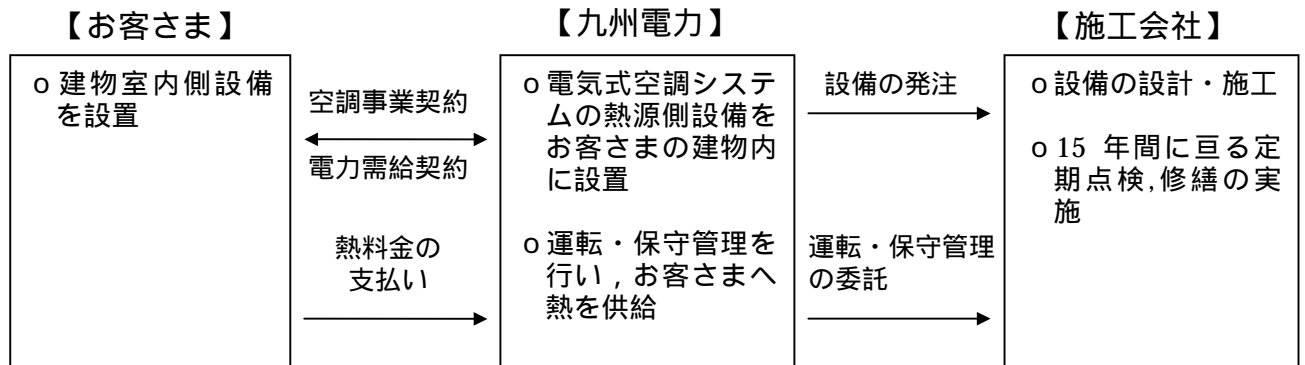 【お客さま】
o 建物室内側設備
を設置
空調事業契約
電力需給契約
熱料金の
支払い
【九州電力】
o 電気式空調システ
ムの熱源側設備を
お客さまの建物内
に設置
o 運転・保守管理を
行い，お客さまへ
熱を供給
設備の発注
運転・保守管理
の委託
【施工会社】
o 設備の設計・施工
o 15 年間に亘る定
期点検,修繕の実
施